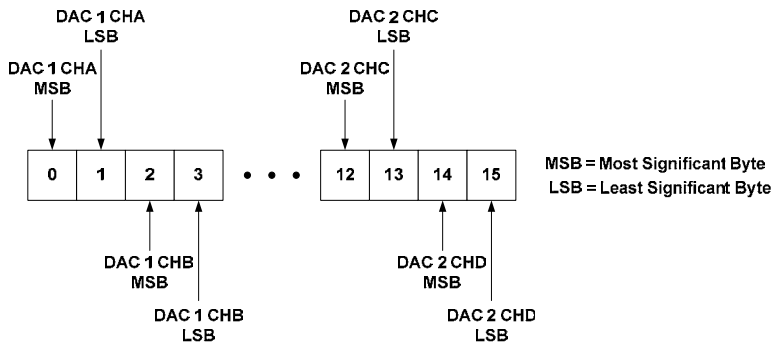 DAC 1 CHA
LSB
DAC 2 CHC
LSB
DAC 1 CHA
MSB
DAC 2 CHC
MSB
0 1 2 3 • • • 12 13 14 15
MSB = Most Significant Byte
LSB = Least Significant Byte
DAC 1 CHB
MSB
DAC 2 CHD
MSB
DAC 1 CHB
LSB
DAC 2 CHD
LSB